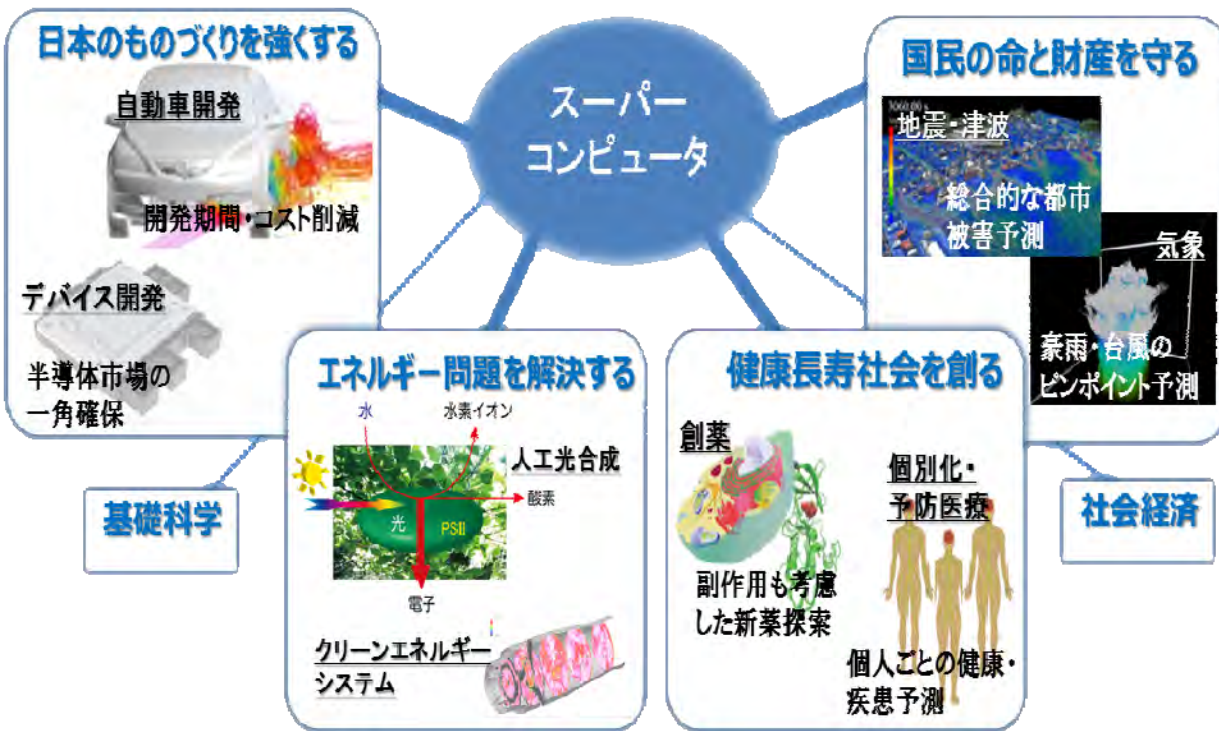 スーパー
コンピュータ
日本のものづくりを強くする
自動車開発
開発期間・コスト削減
デバイス開発
半導体市場の
一角確保
国民の命と財産を守る
3060.00 s
地震・津波
総合的な都市
被害予測
気象
豪雨・台風の
ピンポイント予測
エネルギー問題を解決する
水
水素イオン
人工光合成
酸素
光
PSII
電子
クリーンエネルギー
システム
健康長寿社会を創る
創薬
副作用も考慮
した新薬探索
個別化・
予防医療
個人ごとの健康・
疾患予測
基礎科学
社会経済